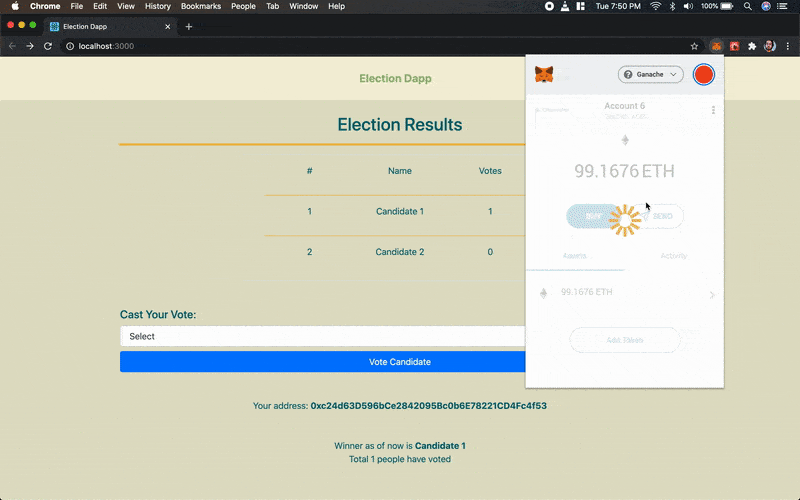 Chrome File Edit View History Bookmarks People Tab Window Help
Tue 7:50 PM 100%
Election Dapp
localhost:3000
Election Dapp
Election Results
# Name Votes
1 Candidate 1 1
2 Candidate 2 0
Cast Your Vote:
Select
Vote Candidate
Your address: 0xc24d63D596bCe2842095Bc0b6E78221CD4Fc4f53
Winner as of now is Candidate 1
Total 1 people have voted
Ganache
Account 6
99.1676 ETH
SEND
Assets Activity
99.1676 ETH
Add Token